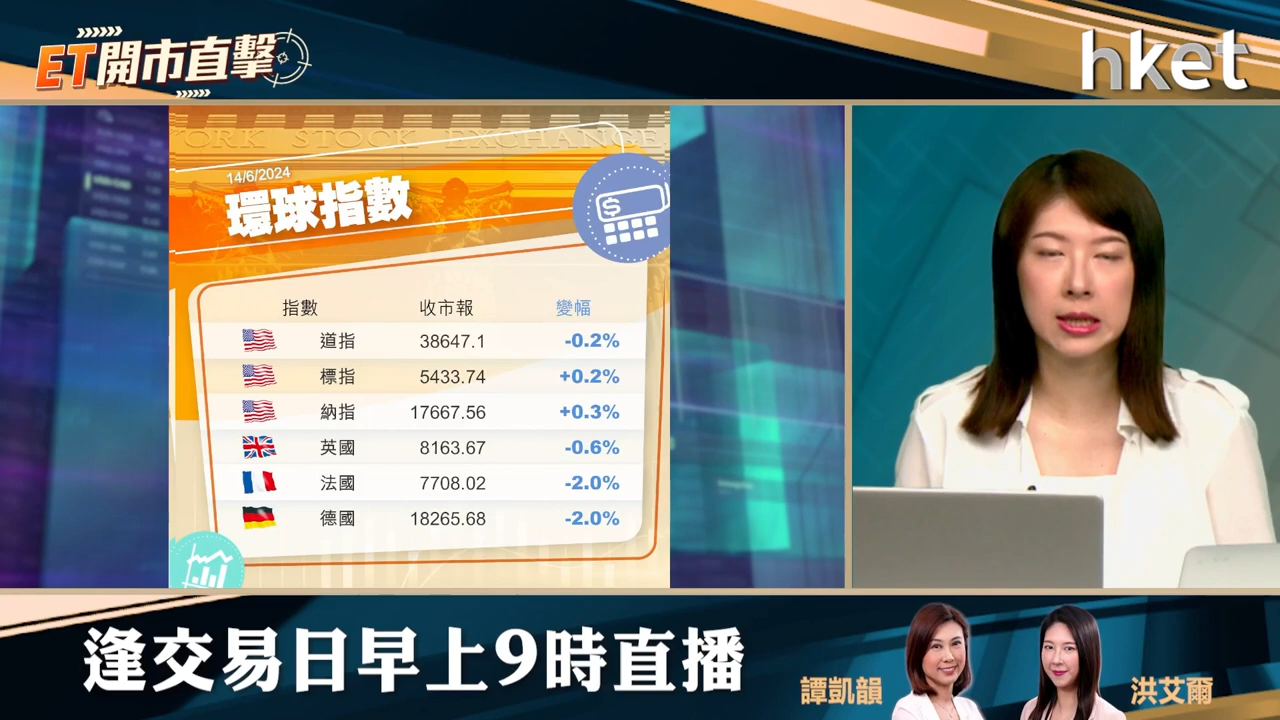 ET開市直擊
hket
YORK STOCK EXCHANGE
14/6/2024
環球指數
$
指數 收市報 變幅
道指 38647.1 -0.2%
標指 5433.74 +0.2%
納指 17667.56 +0.3%
英國 8163.67 -0.6%
法國 7708.02 -2.0%
德國 18265.68 -2.0%
逢交易日早上9時直播
譚凱韻
洪艾爾